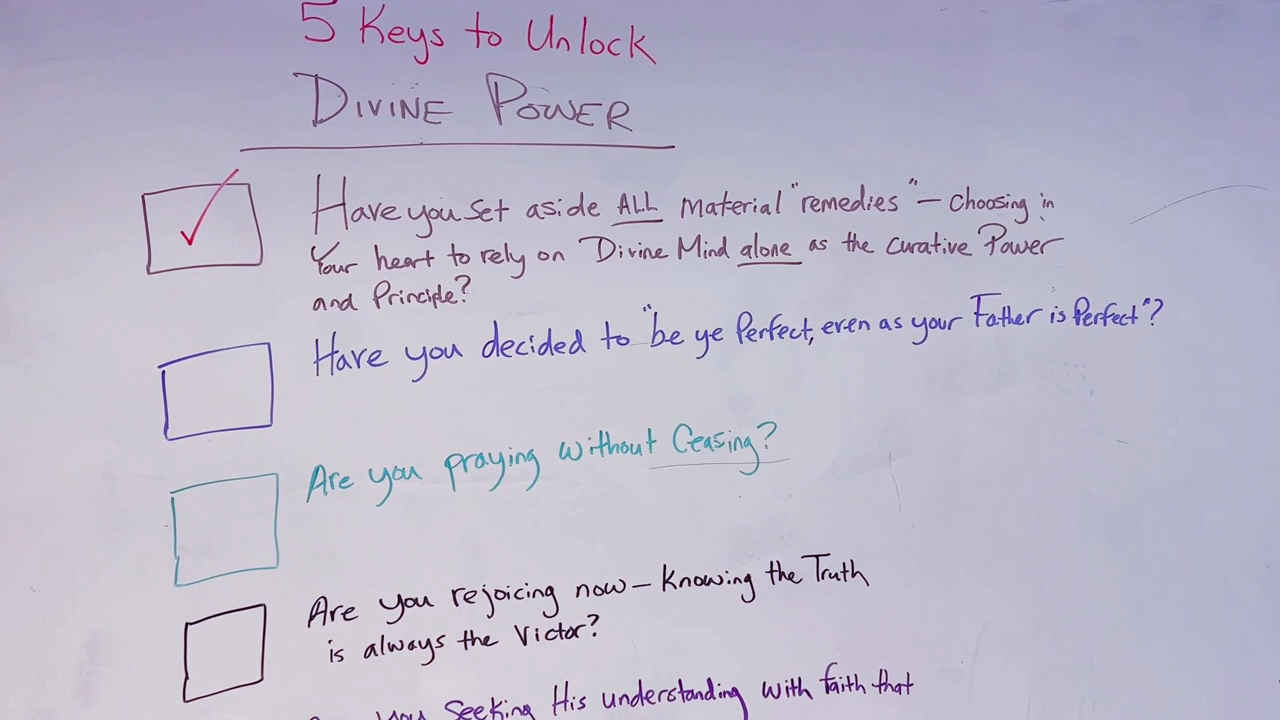 5 Keys to Unlock
DIVINE POWER
Have you set aside ALL Material "remedies" — choosing in
Your heart to rely on Divine Mind alone as the curative Power
and Principle?
Have you decided to "be ye Perfect, even as your Father is Perfect"?
Are you praying without Ceasing?
Are you rejoicing now — Knowing the Truth
is always the Victor?
you Seeking His understanding with faith that